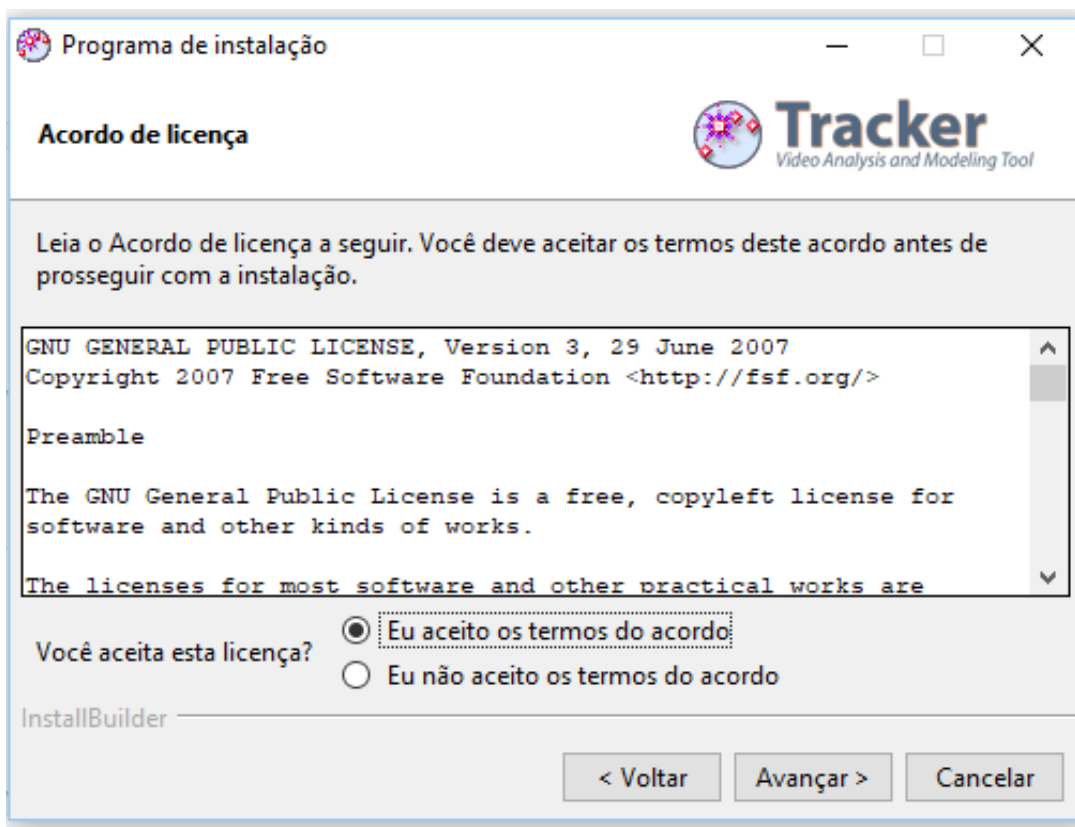 Programa de instalação
Acordo de licença
Tracker
Video Analysis and Modeling Tool
Leia o Acordo de licença a seguir. Você deve aceitar os termos deste acordo antes de
prosseguir com a instalação.
GNU GENERAL PUBLIC LICENSE, Version 3, 29 June 2007
Copyright 2007 Free Software Foundation <http://fsf.org/>
Preamble
The GNU General Public License is a free, copyleft license for
software and other kinds of works.
The licenses for most software and other practical works are
Você aceita esta licença?
Eu aceito os termos do acordo
Eu não aceito os termos do acordo
InstallBuilder
< Voltar
Avançar >
Cancelar